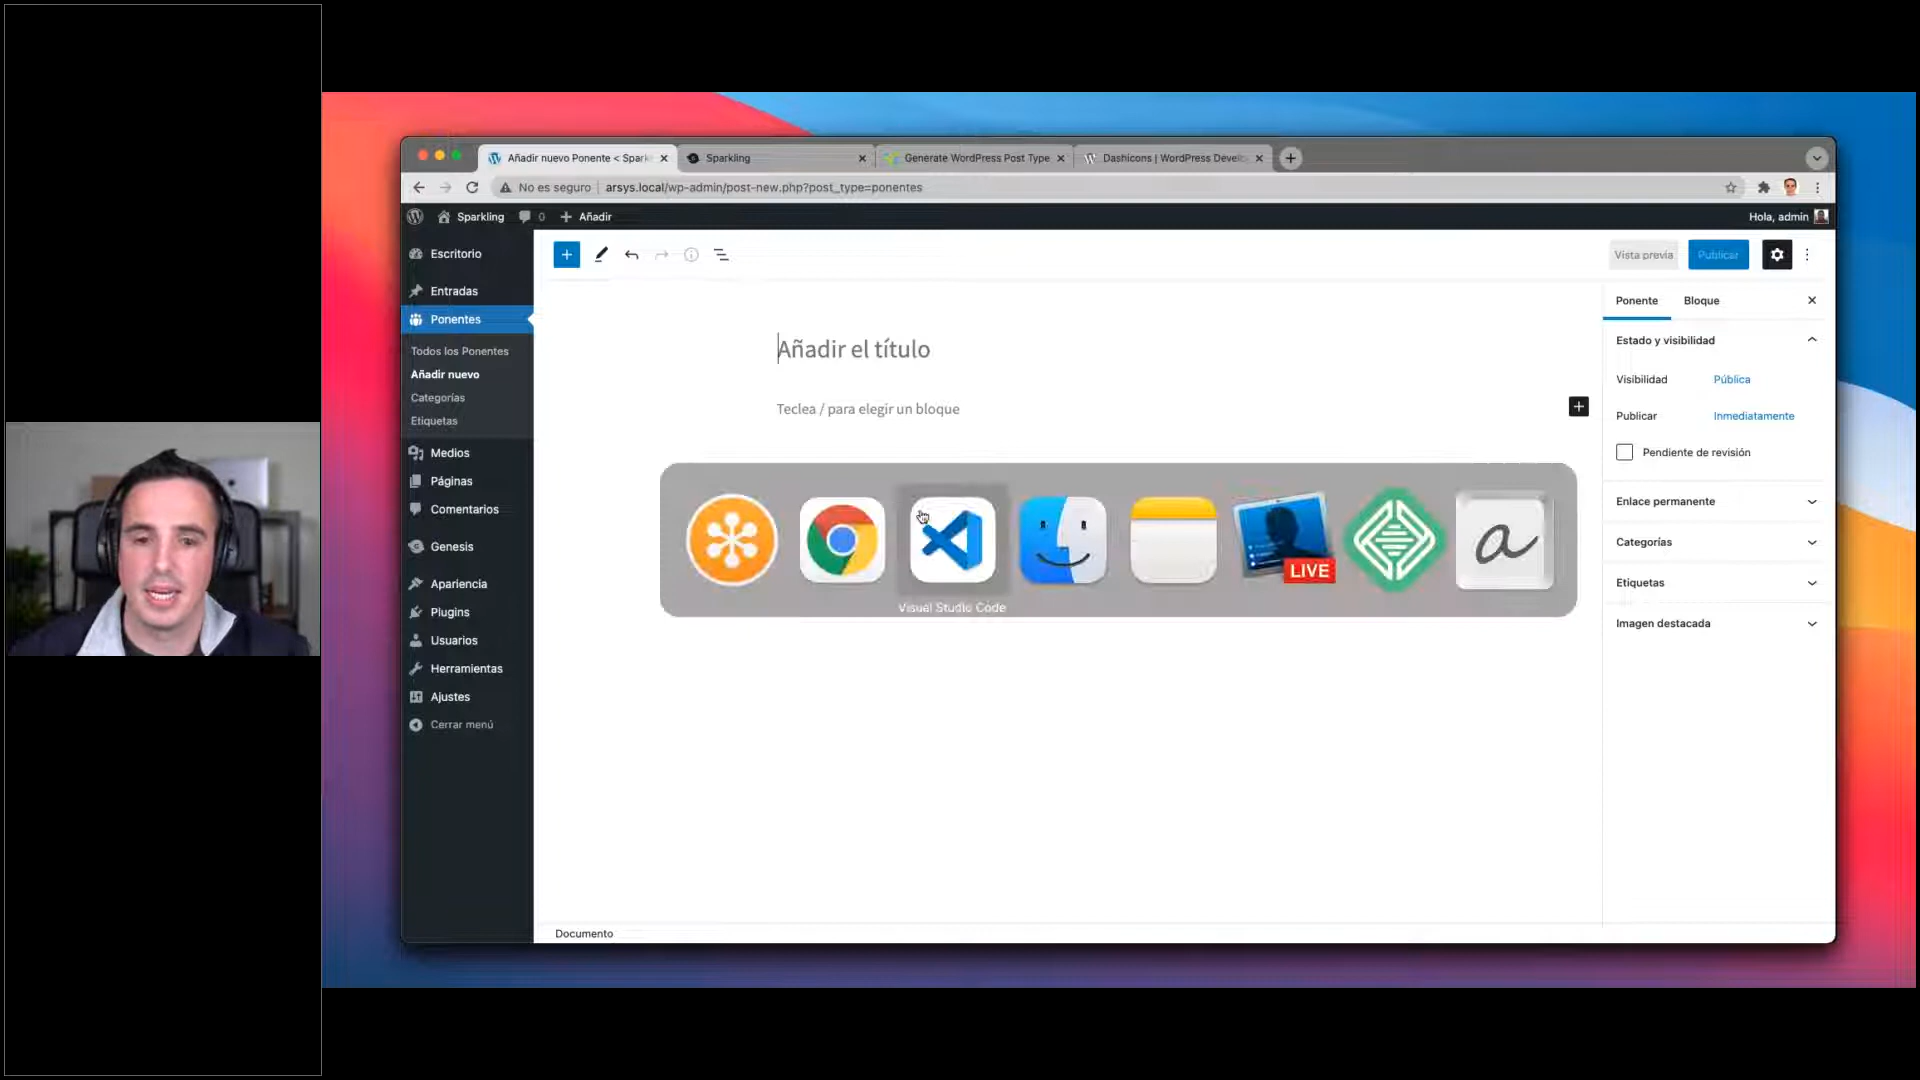 Añadir nuevo Ponente < Spark
Sparkling
Generate WordPress Post Type
Dashicons | WordPress Develo
No es seguro
arsys.local/wp-admin/post-new.php?post_type=ponentes
Sparkling
0
Añadir
Hola, admin
Escritorio
Entradas
Ponentes
Todos los Ponentes
Añadir nuevo
Categorías
Etiquetas
Medios
Páginas
Comentarios
Genesis
Apariencia
Plugins
Usuarios
Herramientas
Ajustes
Cerrar menú
Vista previa
Publicar
Añadir el título
Teclea / para elegir un bloque
LIVE
a
Visual Studio Code
Documento
Ponente
Bloque
Estado y visibilidad
Visibilidad
Pública
Publicar
Inmediatamente
Pendiente de revisión
Enlace permanente
Categorías
Etiquetas
Imagen destacada